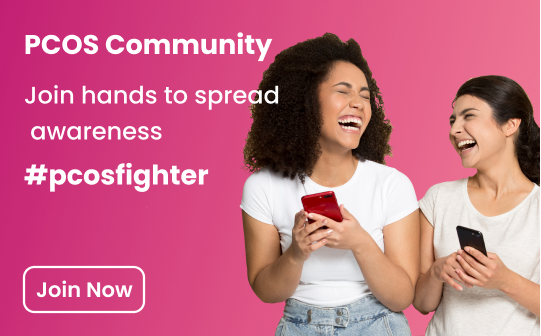 PCOS Community
Join hands to spread
awareness
#pcosfighter
Join Now